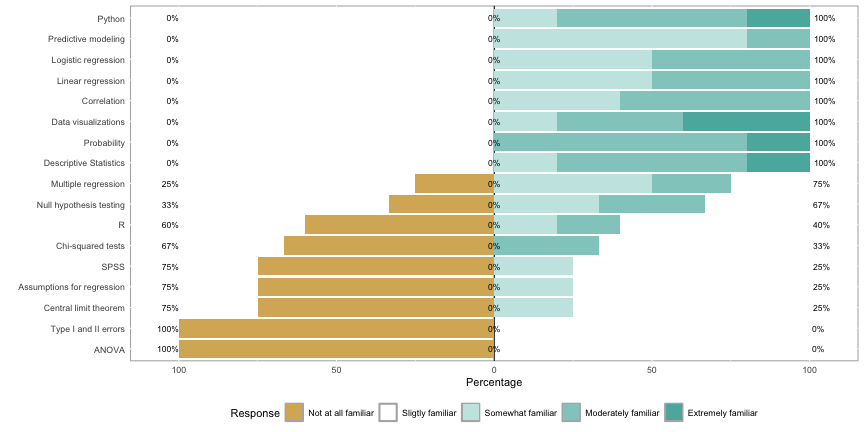 Python 0% 0% 100%
Predictive modeling 0% 0% 100%
Logistic regression 0% 0% 100%
Linear regression 0% 0% 100%
Correlation 0% 0% 100%
Data visualizations 0% 0% 100%
Probability 0% 0% 100%
Descriptive Statistics 0% 0% 100%
Multiple regression 25% 0% 75%
Null hypothesis testing 33% 0% 67%
R 60% 0% 40%
Chi-squared tests 67% 0% 33%
SPSS 75% 0% 25%
Assumptions for regression 75% 0% 25%
Central limit theorem 75% 0% 25%
Type I and II errors 100% 0% 0%
ANOVA 100% 0% 0%
100 50 0 50 100
Percentage
Response Not at all familiar Sligtly familiar Somewhat familiar Moderately familiar Extremely familiar